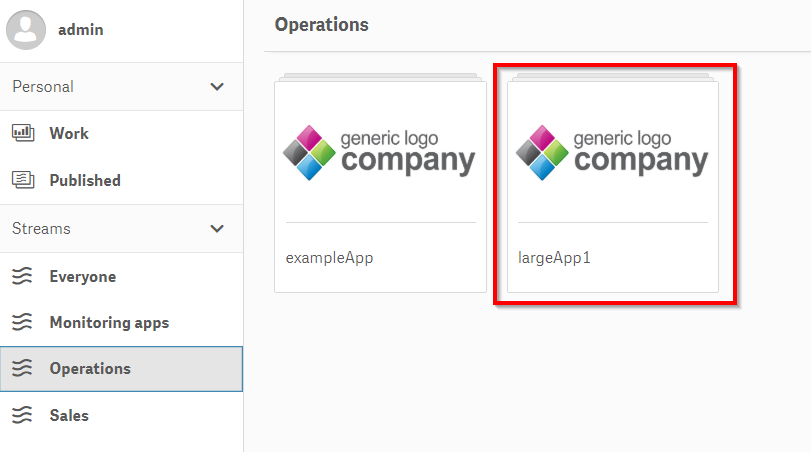 admin
Personal
Work
Published
Streams
Everyone
Monitoring apps
Operations
Sales
Operations
generic logo
company
exampleApp
generic logo
company
largeApp1